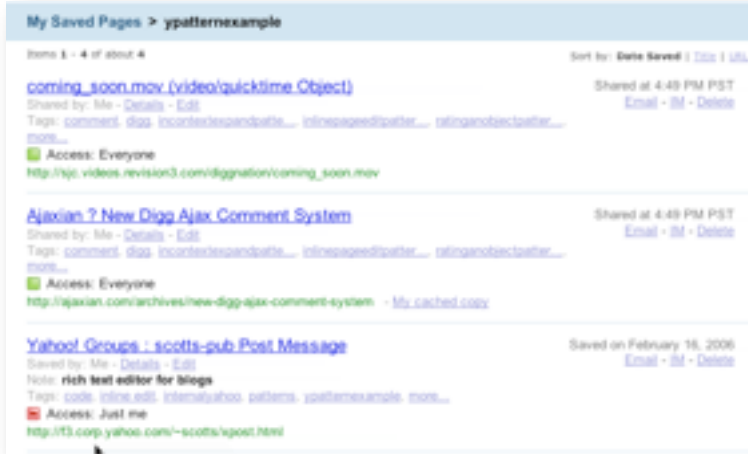 My Saved Pages > ypatternexample
Items 1 - 4 of about 4
Sort by: Date Saved | Title | URL
coming_soon.mov (video/quicktime Object)
Shared at 4:49 PM PST
Shared by: Me - Details - Edit
Email - IM - Delete
Tags: comment, digg, incontextexpandpatte..., inlinepageeditpatter..., ratinganobjectpatter...,
more...
Access: Everyone
http://sjc.videos.revision3.com/diggnation/coming_soon.mov
Ajaxian ? New Digg Ajax Comment System
Shared at 4:49 PM PST
Shared by: Me - Details - Edit
Email - IM - Delete
Tags: comment, digg, incontextexpandpatte..., inlinepageeditpatter..., ratinganobjectpatter...,
more...
Access: Everyone
http://ajaxian.com/archives/new-digg-ajax-comment-system - My cached copy
Yahoo! Groups : scotts-pub Post Message
Saved on February 16, 2006
Saved by: Me - Details - Edit
Email - IM - Delete
Note: rich text editor for blogs
Tags: code, inline edit, internalyahoo, patterns, ypatternexample, more...
Access: Just me
http://f3.corp.yahoo.com/~scotts/xpost.html